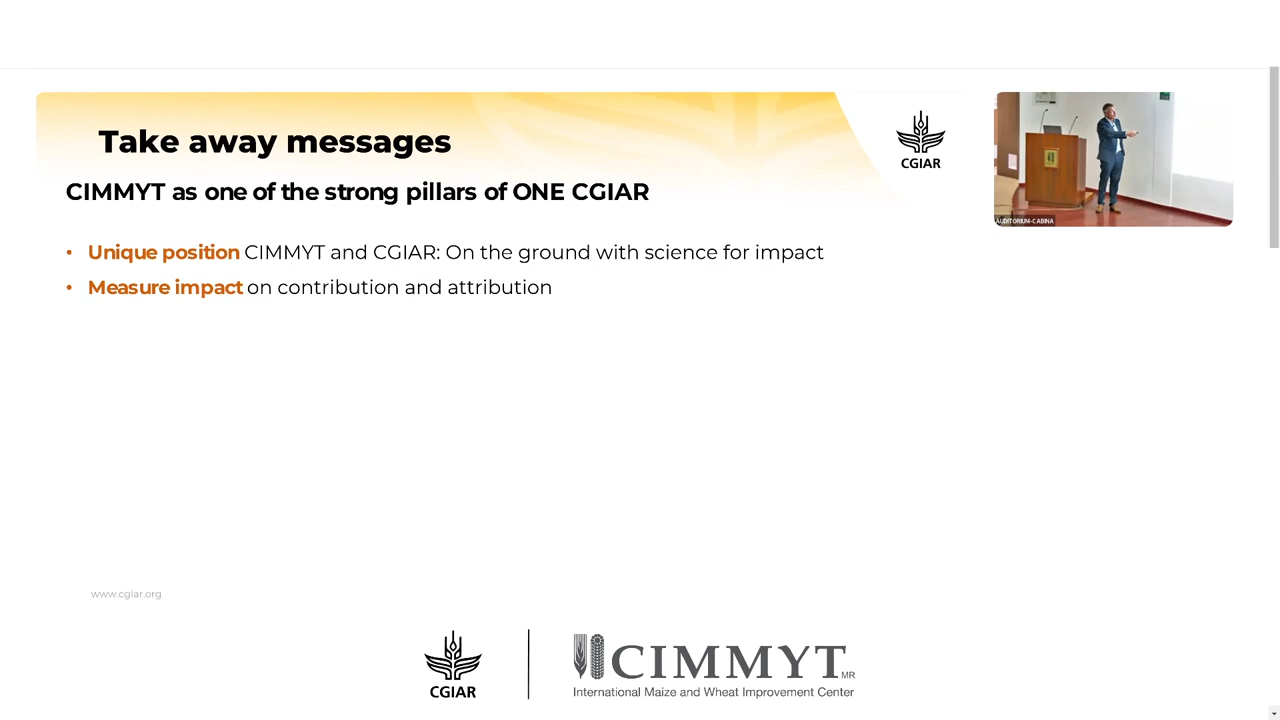 Take away messages
CGIAR
CIMMYT as one of the strong pillars of ONE CGIAR
• Unique position CIMMYT and CGIAR: On the ground with science for impact
• Measure impact on contribution and attribution
AUDITORIUM-CABINA
www.cgiar.org
CGIAR
CIMMYT MR
International Maize and Wheat Improvement Center